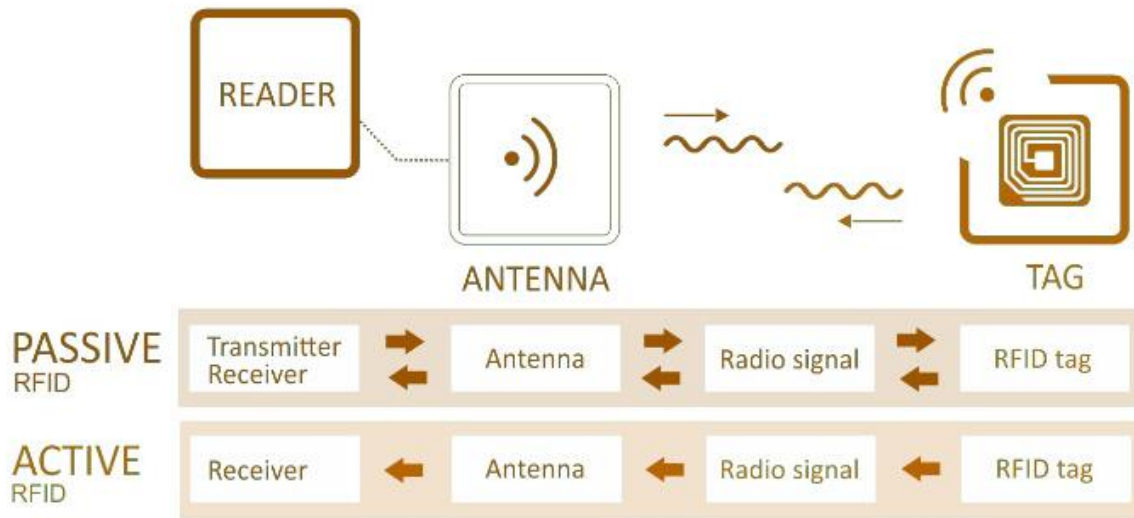 READER
ANTENNA
TAG
PASSIVE
RFID
Transmitter
Receiver
Antenna
Radio signal
RFID tag
ACTIVE
RFID
Receiver
Antenna
Radio signal
RFID tag